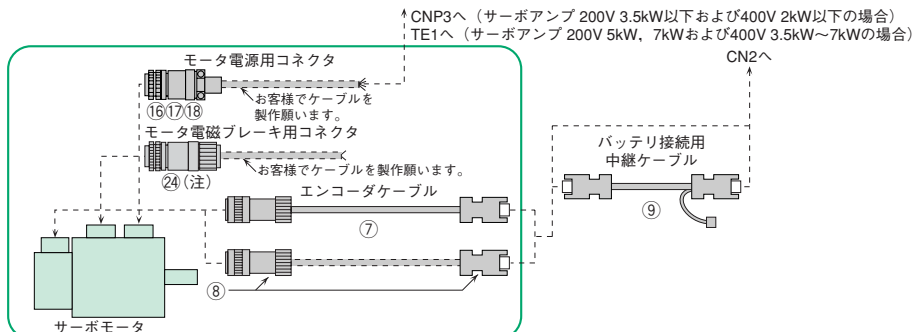 CNP3へ（サーボアンプ 200V 3.5kW以下および400V 2kW以下の場合）
TE1へ（サーボアンプ 200V 5kW，7kWおよび400V 3.5kW～7kWの場合）
CN2へ
モータ電源用コネクタ
お客様でケーブルを
製作願います。
⑯⑰⑱
モータ電磁ブレーキ用コネクタ
お客様でケーブルを製作願います。
㉔(注)
バッテリ接続用
中継ケーブル
⑨
エンコーダケーブル
⑦
⑧
サーボモータ